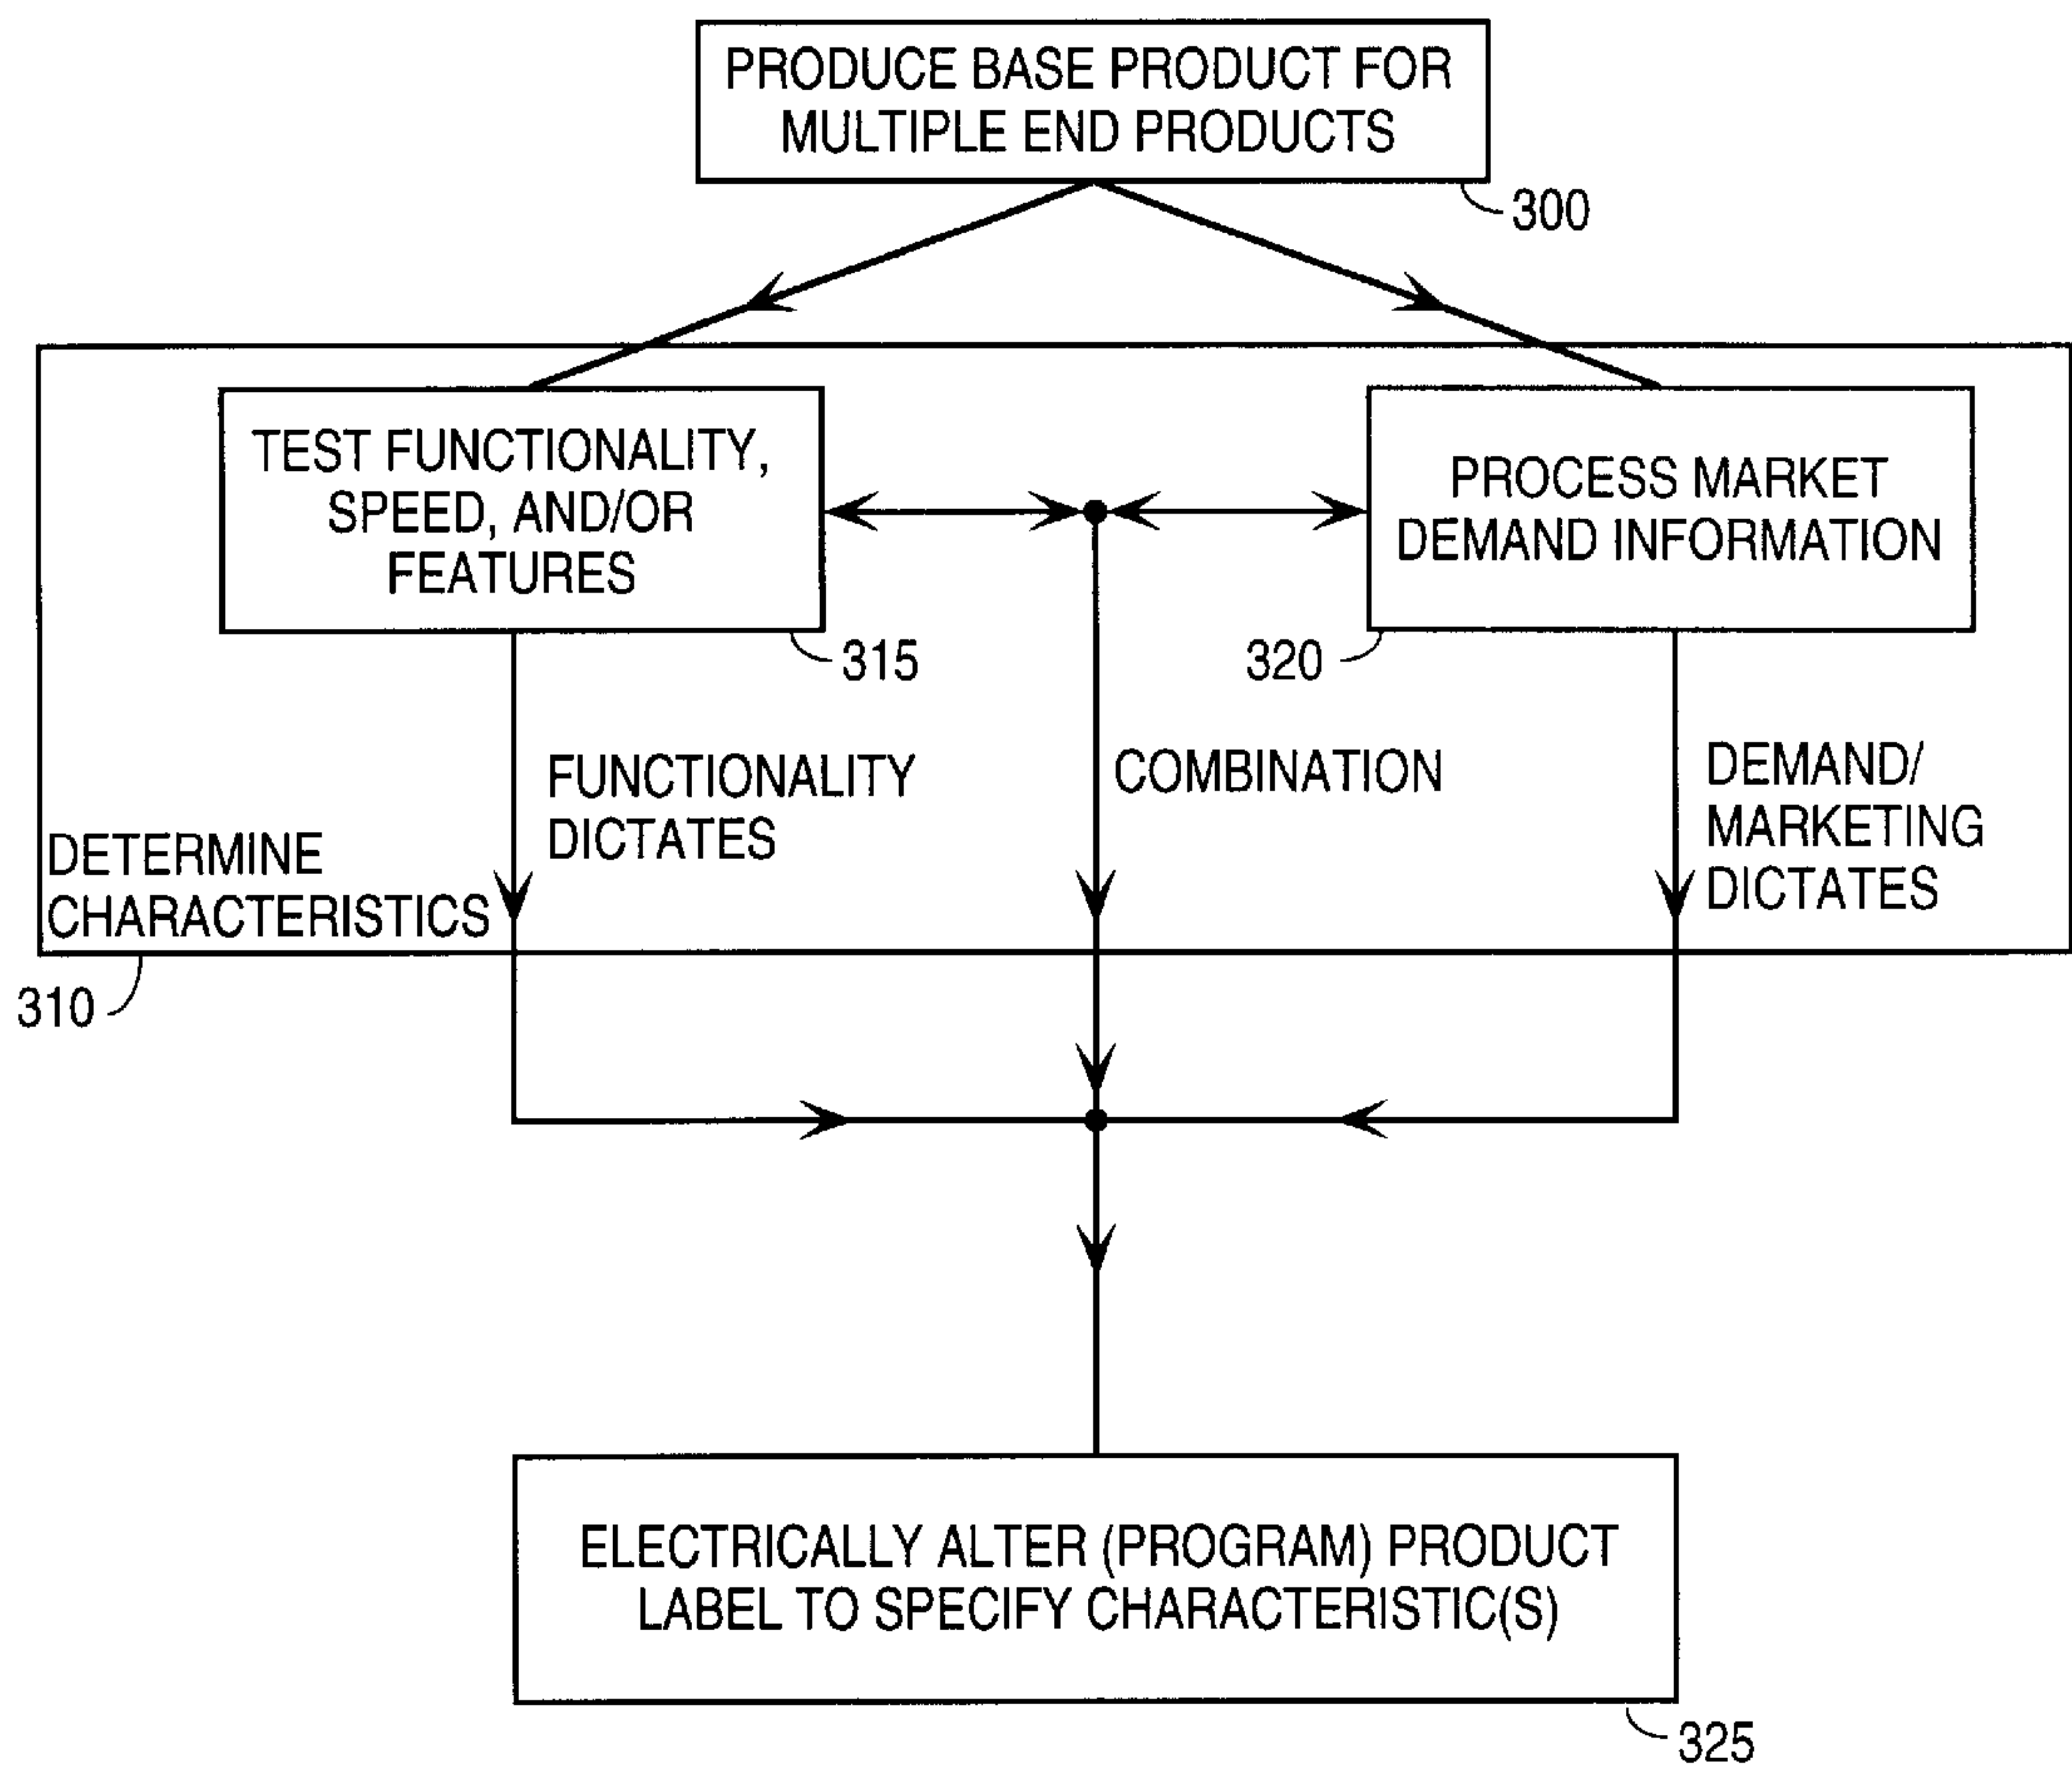 PRODUCE BASE PRODUCT FOR
MULTIPLE END PRODUCTS
300
TEST FUNCTIONALITY,
SPEED, AND/OR
FEATURES
315
PROCESS MARKET
DEMAND INFORMATION
320
FUNCTIONALITY
DICTATES
COMBINATION
DEMAND/
MARKETING
DICTATES
DETERMINE
CHARACTERISTICS
310
ELECTRICALLY ALTER (PROGRAM) PRODUCT
LABEL TO SPECIFY CHARACTERISTIC(S)
325